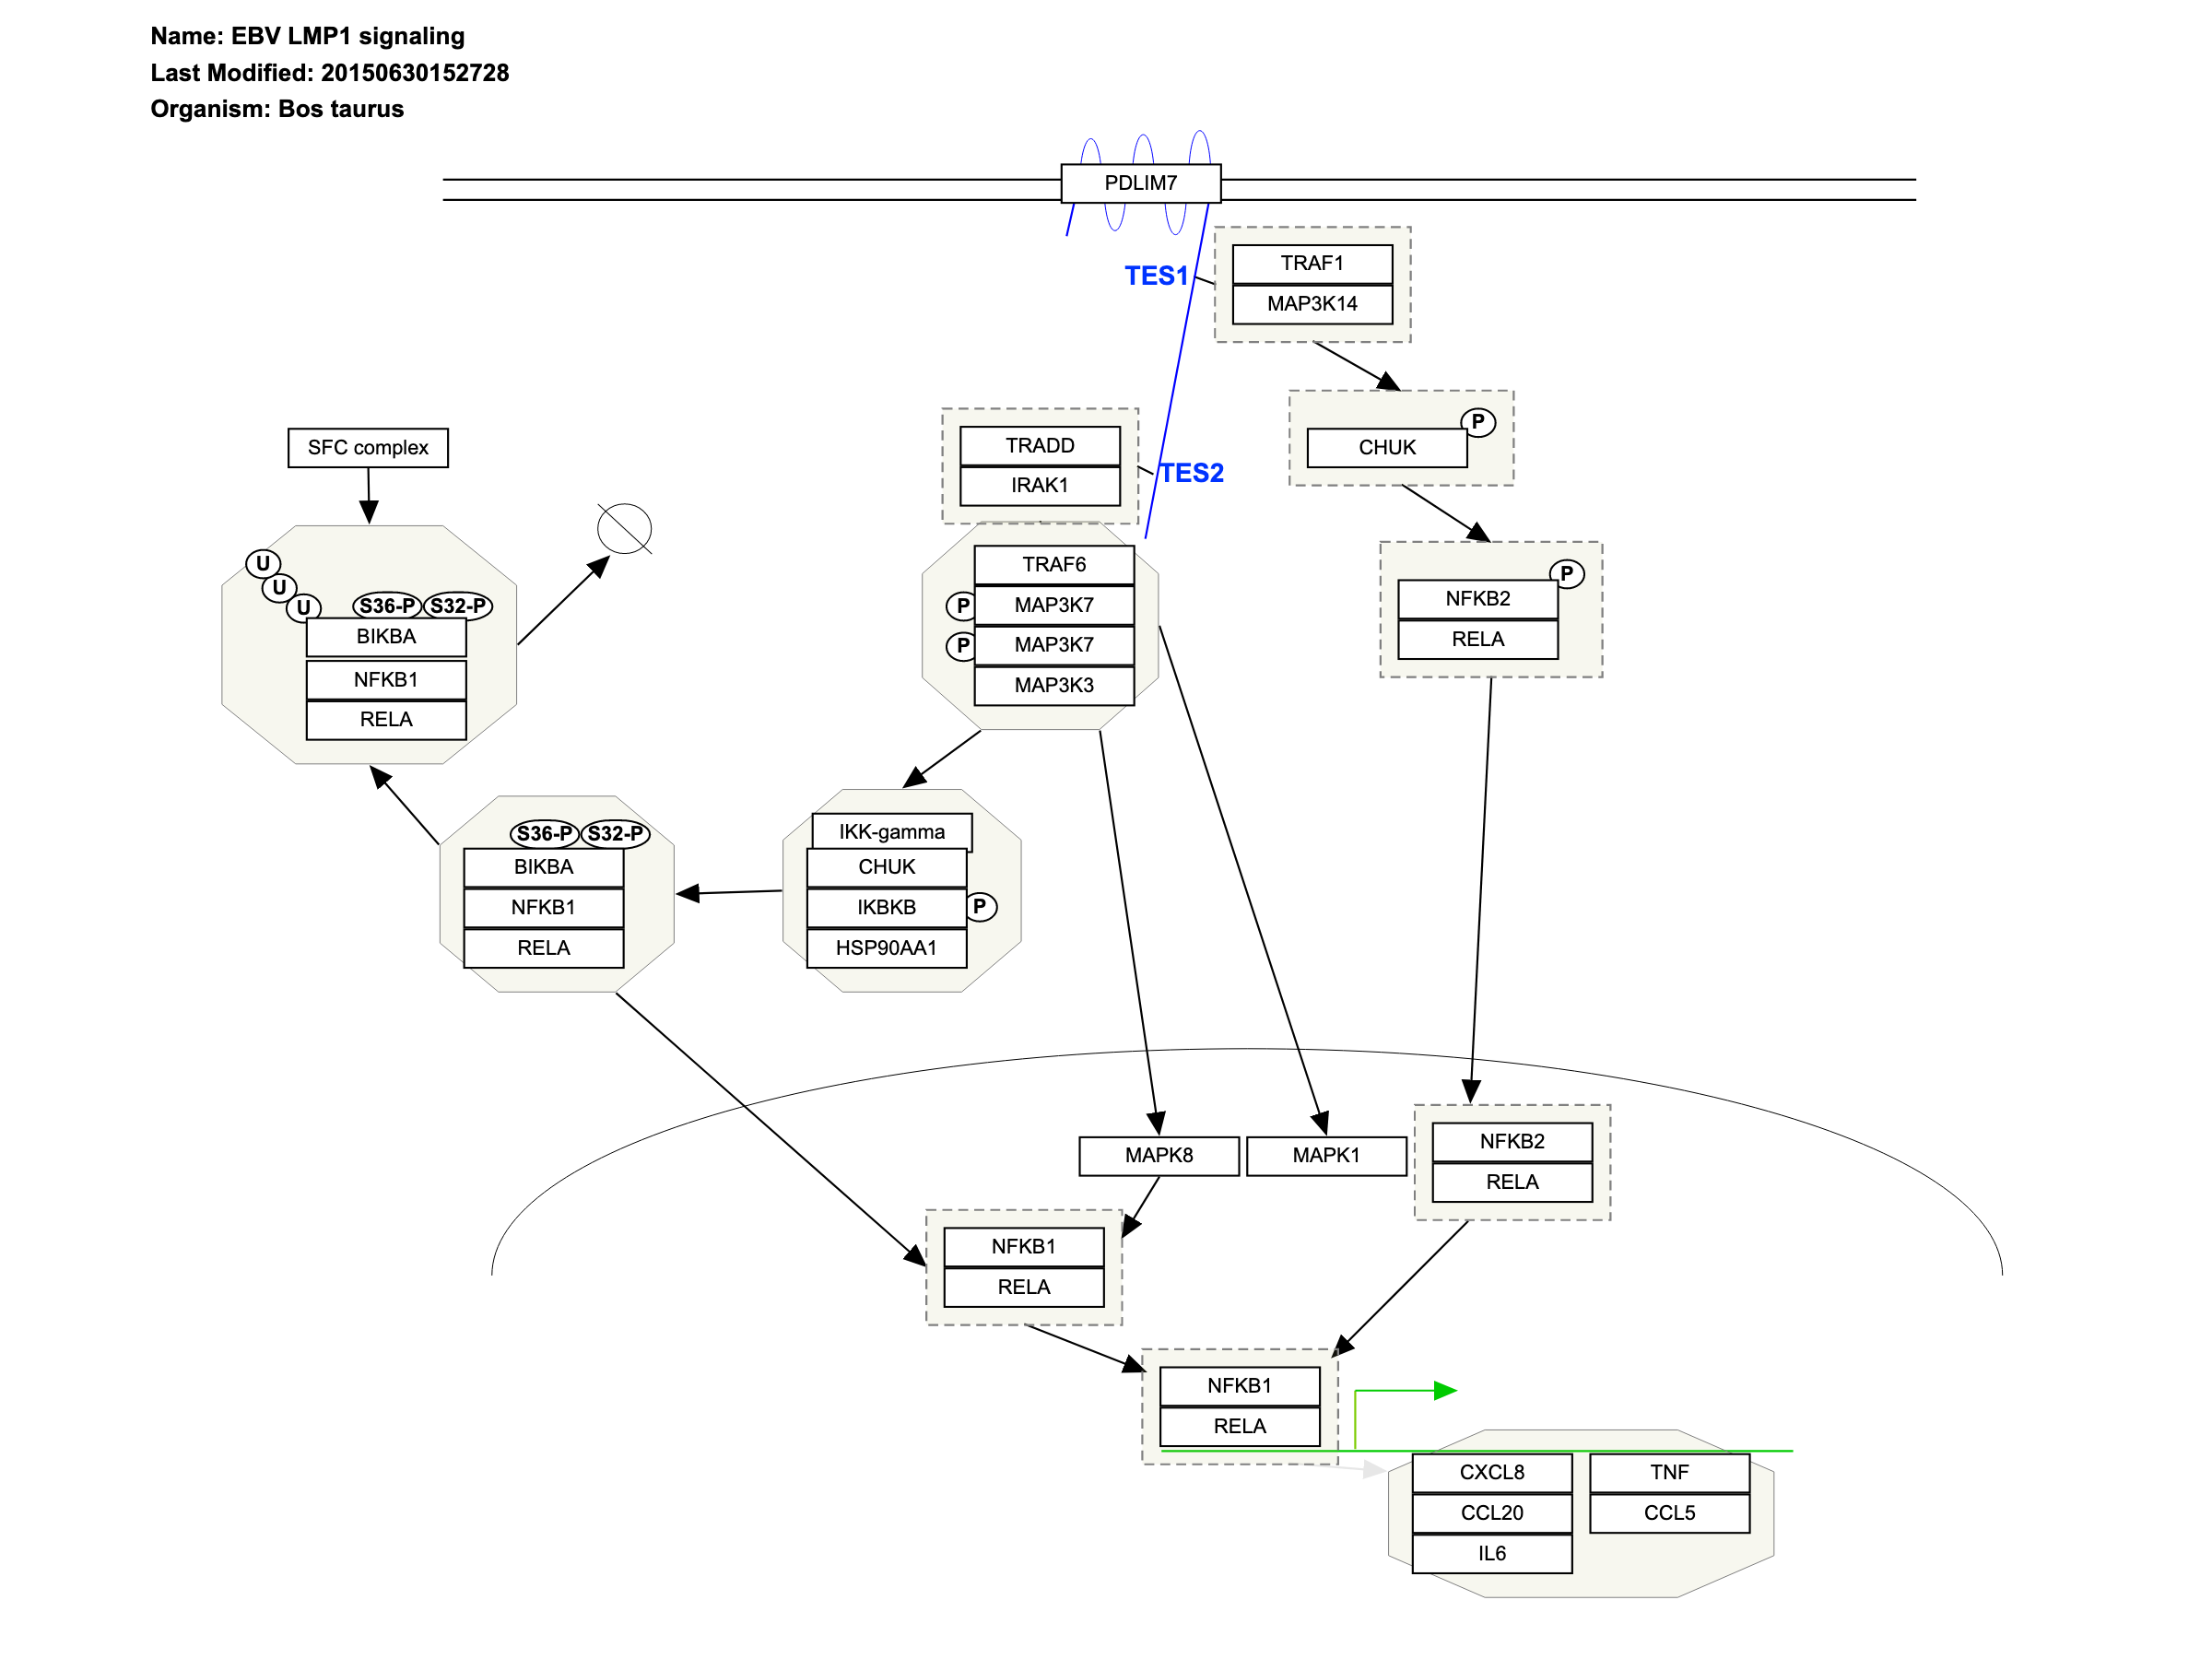 Name: EBV LMP1 signaling
Last Modified: 20150630152728
Organism: Bos taurus
PDLIM7
TES1
TRAF1
MAP3K14
P
CHUK
TRADD
IRAK1
TES2
SFC complex
U
U
U
S36-P
S32-P
BIKBA
NFKB1
RELA
TRAF6
P
MAP3K7
P
MAP3K7
MAP3K3
P
NFKB2
RELA
S36-P
S32-P
BIKBA
NFKB1
RELA
IKK-gamma
CHUK
IKBKB
P
HSP90AA1
MAPK8
MAPK1
NFKB2
RELA
NFKB1
RELA
NFKB1
RELA
CXCL8
TNF
CCL20
CCL5
IL6